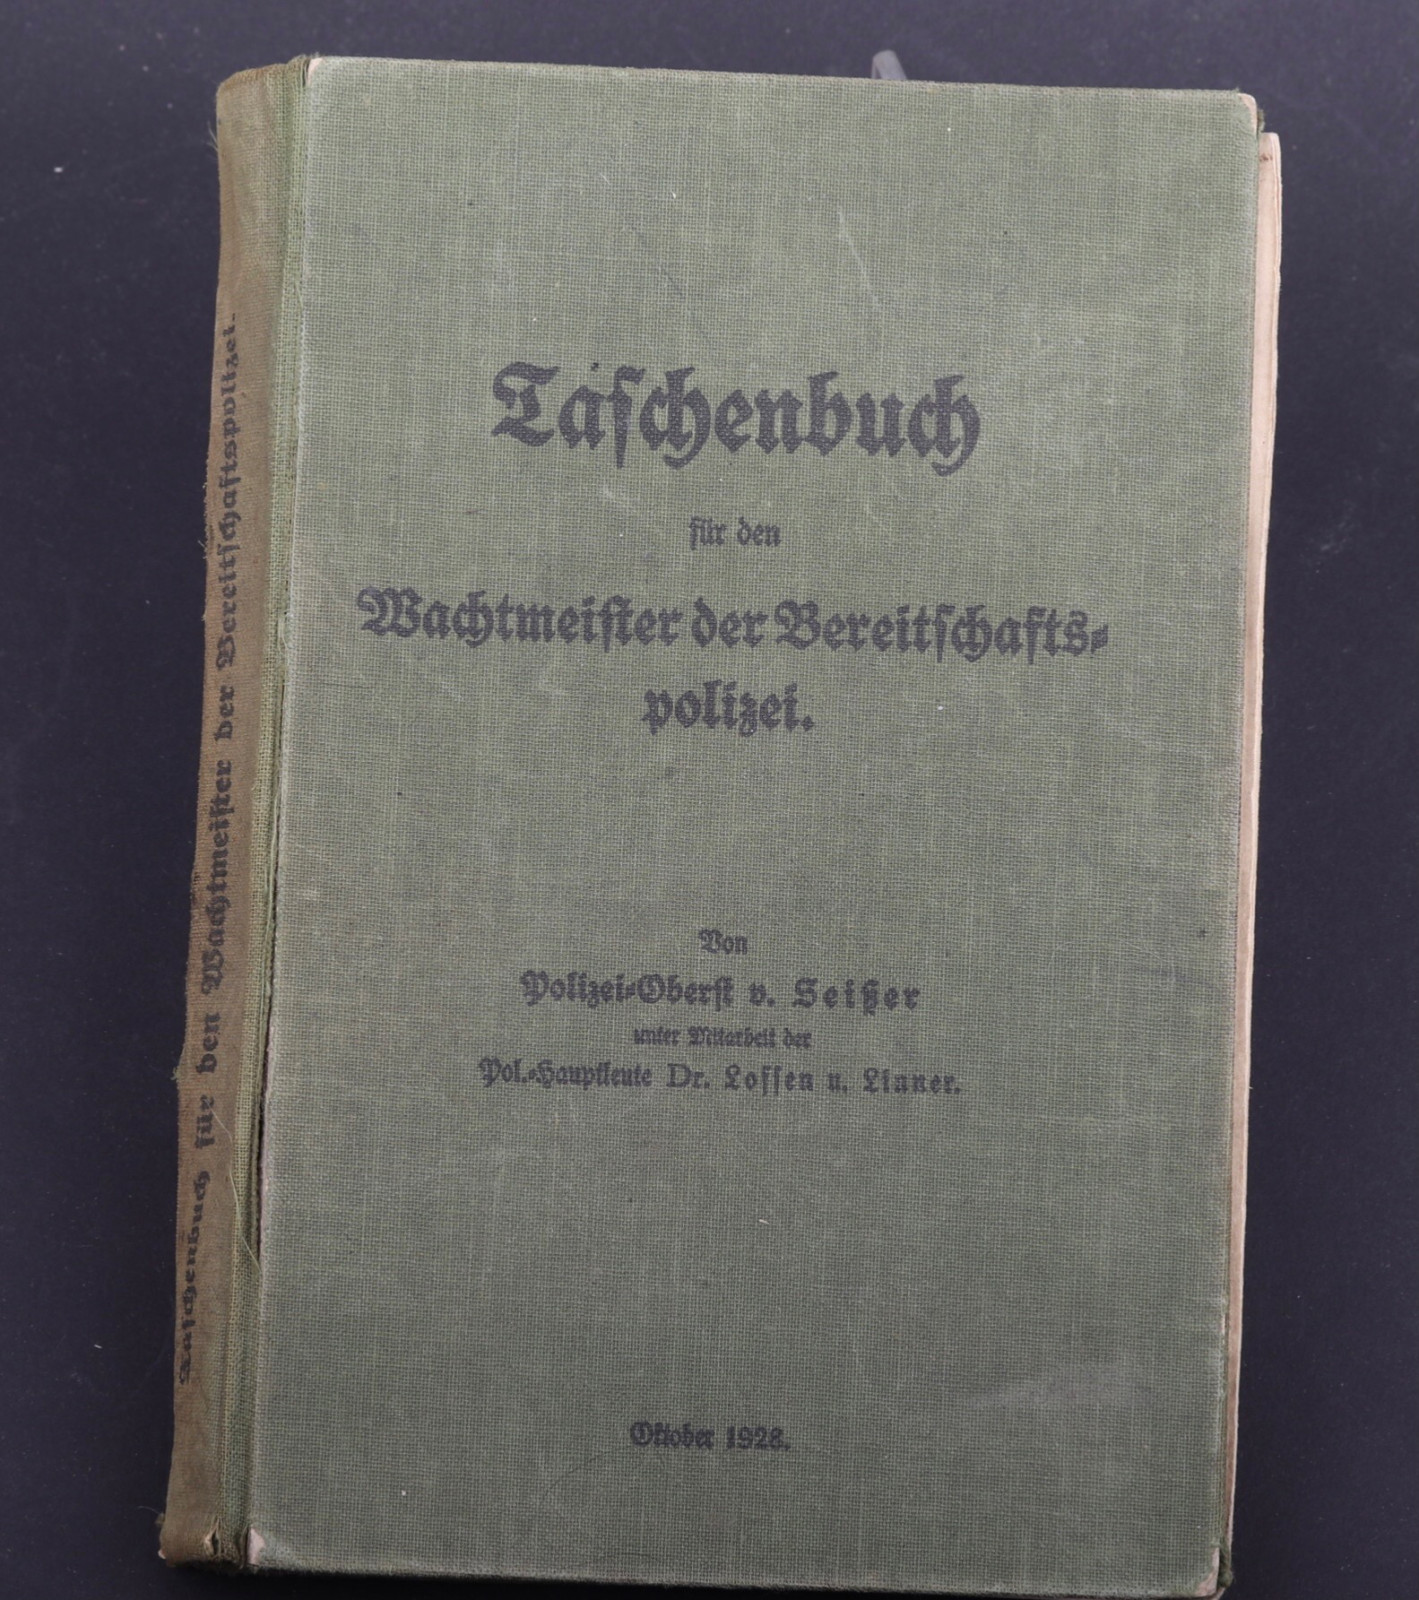 Taschenbuch
für den
Wachtmeister der Bereitschafts-
polizei.
Von
Polizei-Oberst v. Seißer
unter Mitarbeit der
Pol.-Hauptleute Dr. Lossen u. Linner.
Oktober 1928.
Taschenbuch für den Wachtmeister der Bereitschaftspolizei.